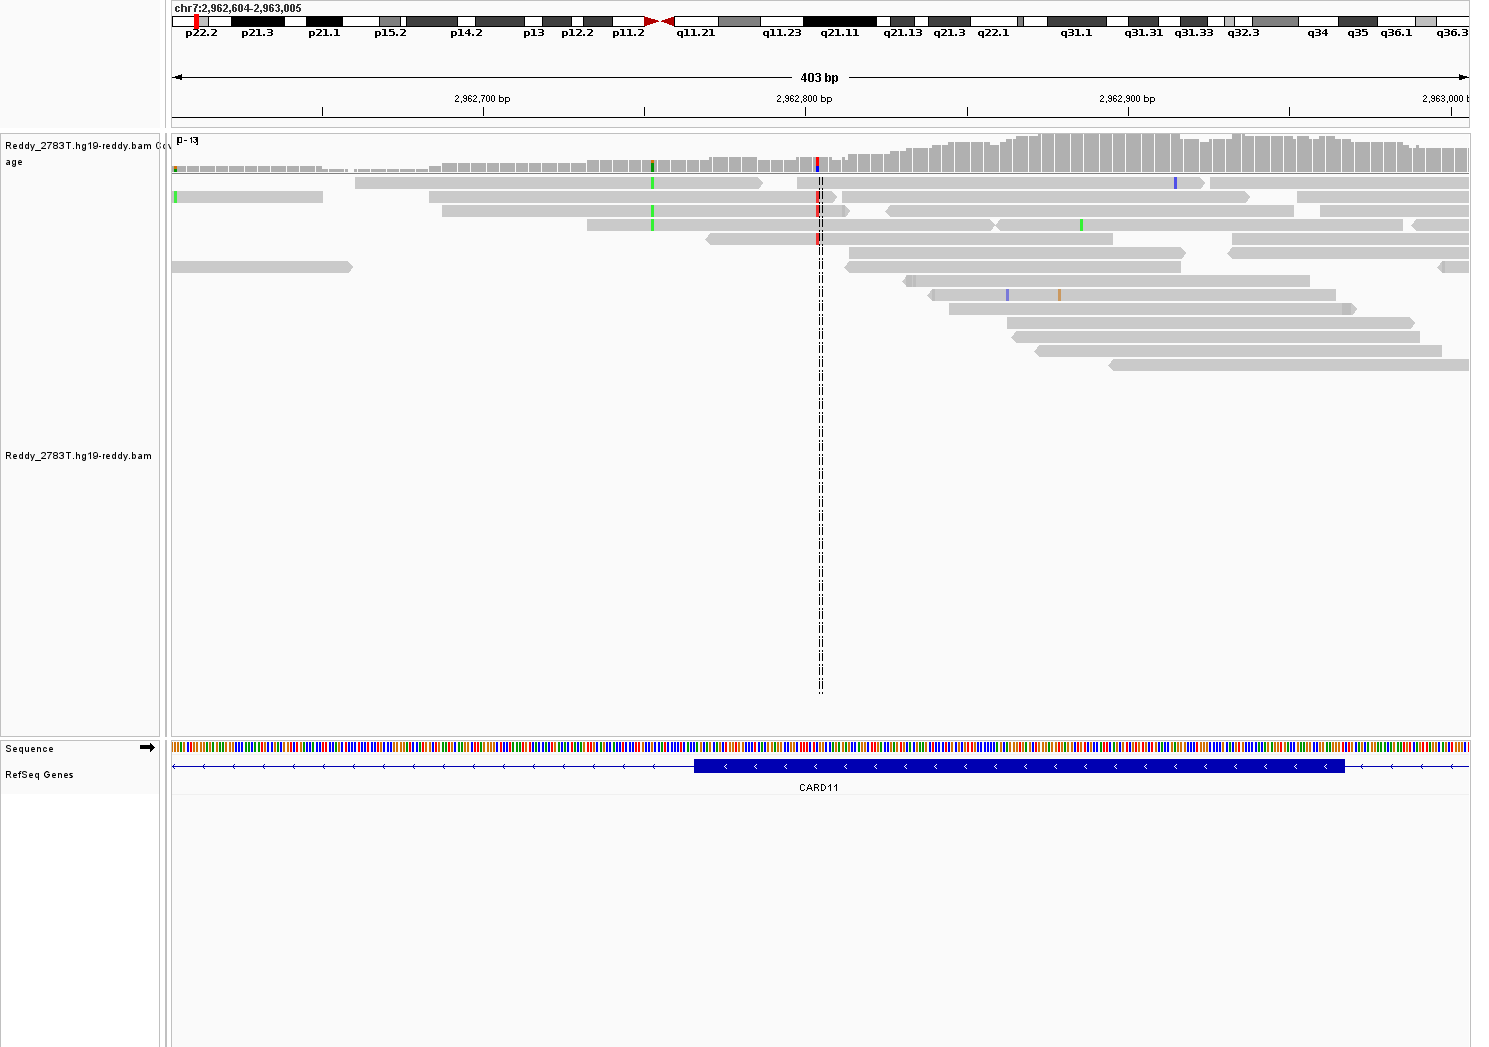 chr7:2,962,604-2,963,005
p22.2 p21.3 p21.1 p15.2 p14.2 p13 p12.2 p11.2 q11.21 q11.23 q21.11 q21.13 q21.3 q22.1 q31.1 q31.31 q31.33 q32.3 q34 q35 q36.1 q36.3
403 bp
2,962,700 bp 2,962,800 bp 2,962,900 bp 2,963,000 b
Reddy_2783T.hg19-reddy.bam Cov
age
[0 - 13]
Reddy_2783T.hg19-reddy.bam
Sequence
RefSeq Genes
CARD11